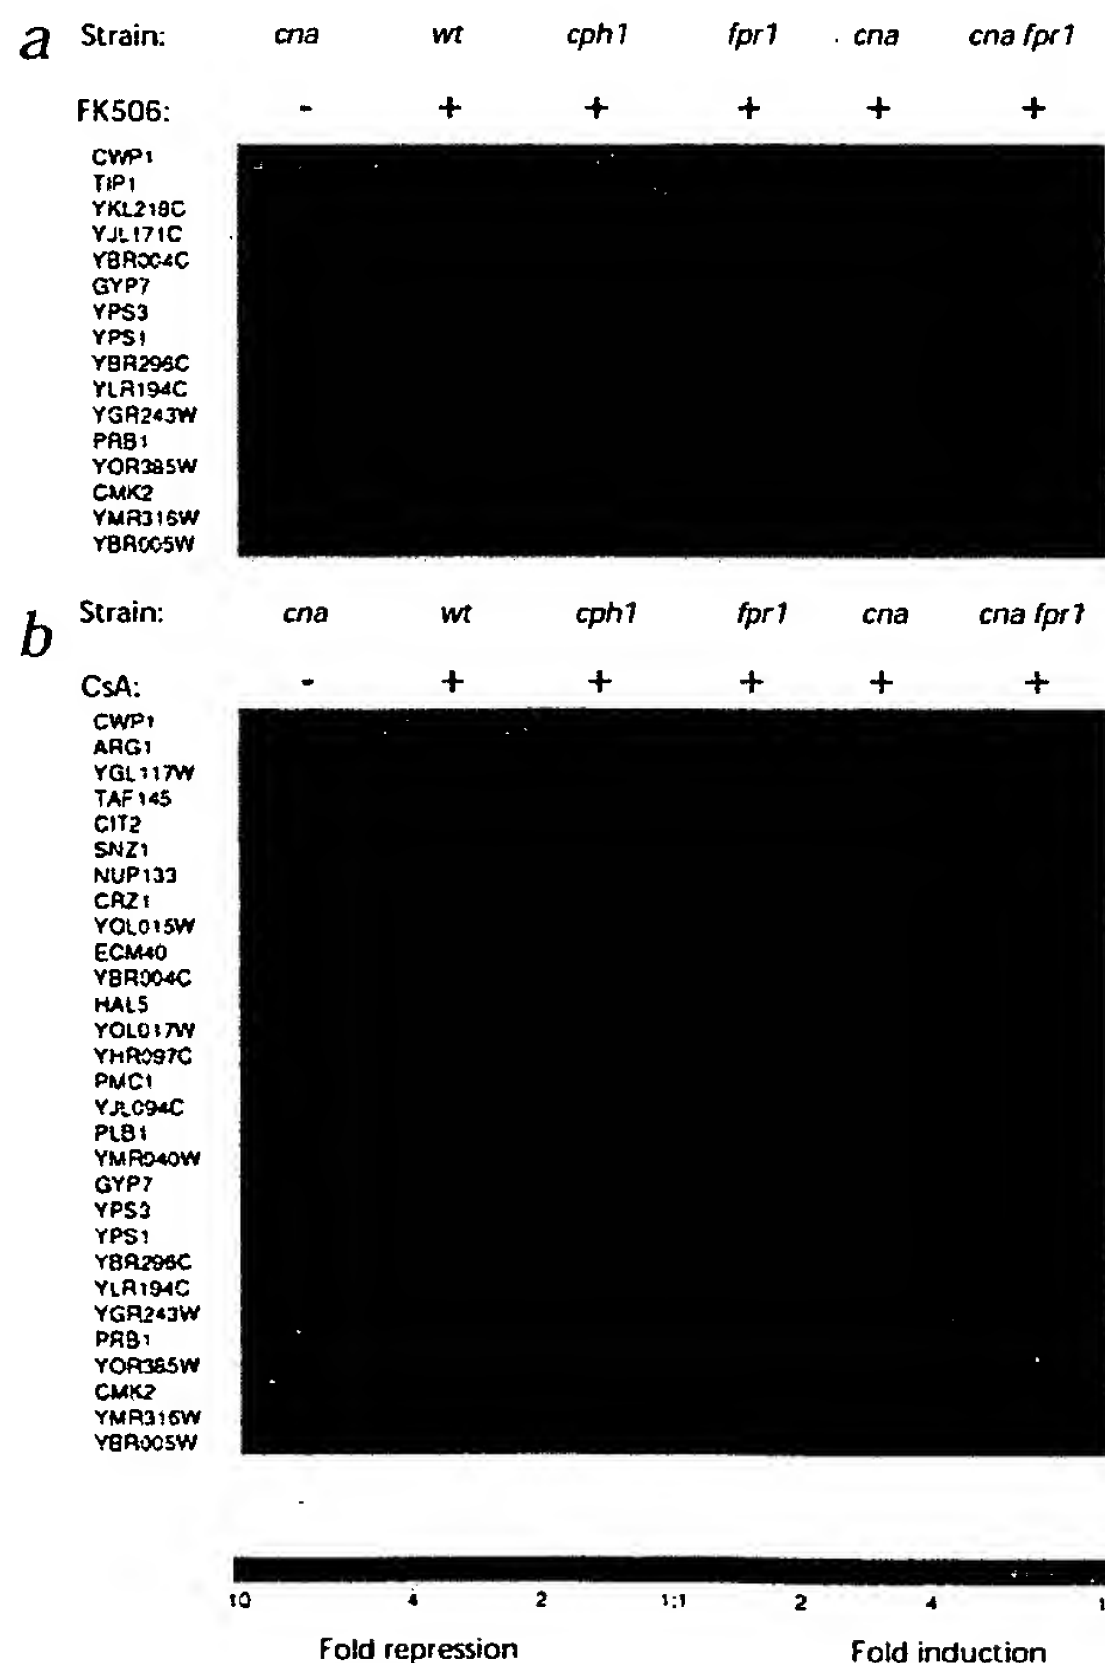 a Strain: cna wt cph1 fpr1 cna cna fpr1
FK506: - + + + + +
CWP1
TIP1
YKL218C
YJL171C
YBR004C
GYP7
YPS3
YPS1
YBR296C
YLR194C
YGR243W
PRB1
YOR385W
CMK2
YMR316W
YBR005W
b Strain: cna wt cph1 fpr1 cna cna fpr1
CsA: - + + + + +
CWP1
ARG1
YGL117W
TAF145
CIT2
SNZ1
NUP133
CRZ1
YOL015W
ECM40
YBR004C
HAL5
YOL017W
YHR097C
PMC1
YJL094C
PLB1
YMR040W
GYP7
YPS3
YPS1
YBR296C
YLR194C
YGR243W
PRB1
YOR385W
CMK2
YMR316W
YBR005W
10 4 2 1:1 2 4
Fold repression Fold induction